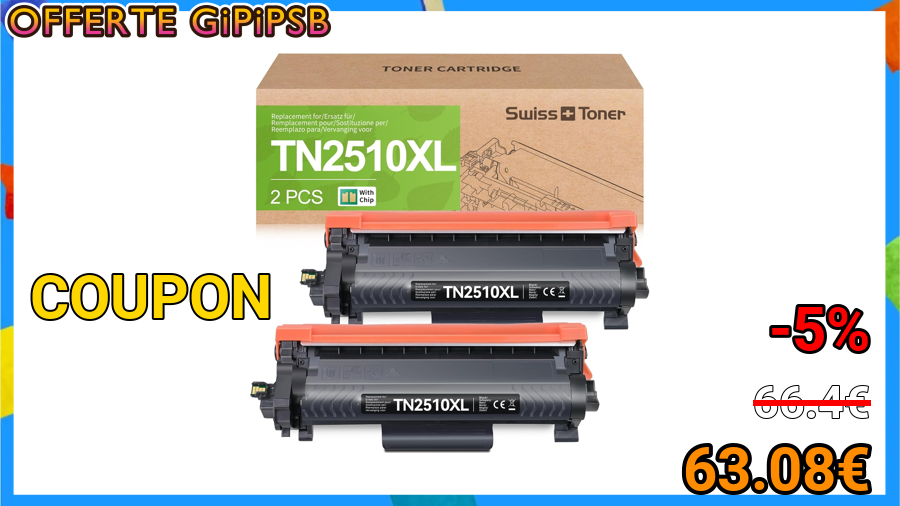 OFFERTE GiPiPSB
TONER CARTRIDGE
Swiss Toner
Replacement for/Ersatz für/
Remplacement pour/Sostituzione per/
Reemplazo para/Vervanging voor
TN2510XL
2 PCS
With
Chip
TN2510XL
COUPON
-5%
TN2510XL
66.4€
63.08€